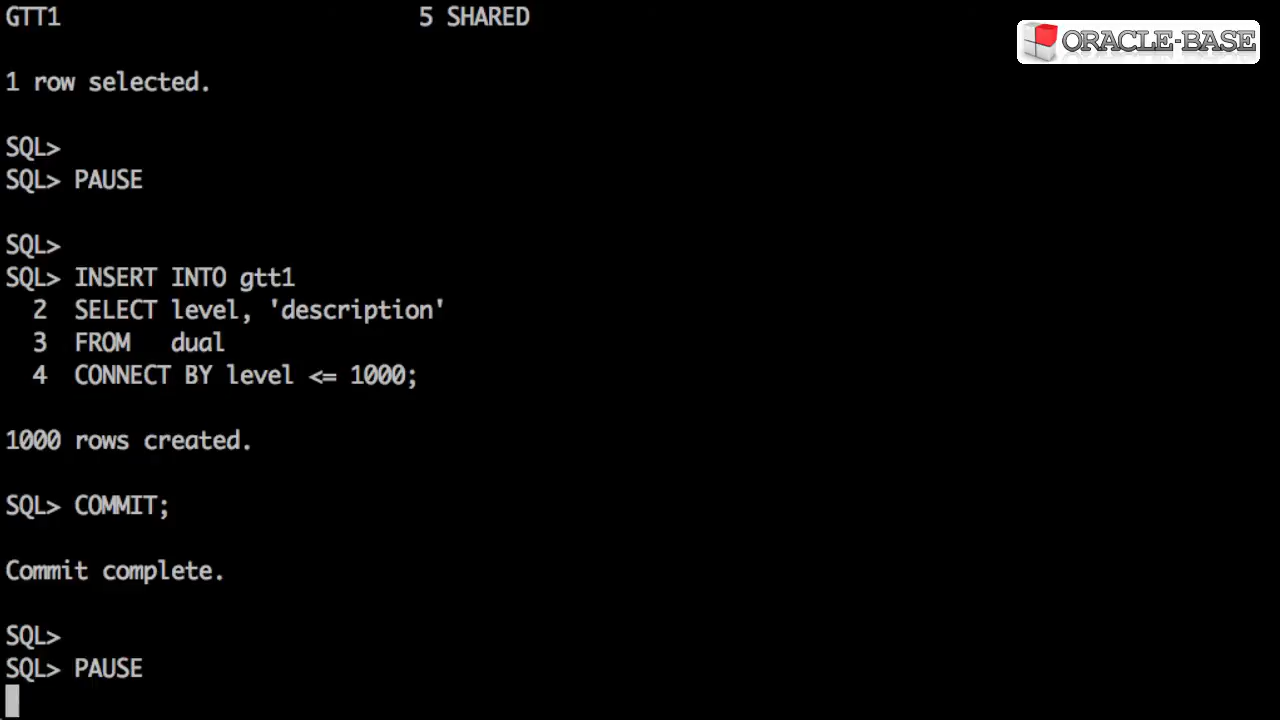 GTT1                          5 SHARED
ORACLE-BASE
1 row selected.
SQL>
SQL> PAUSE
SQL>
SQL> INSERT INTO gtt1
  2  SELECT level, 'description'
  3  FROM   dual
  4  CONNECT BY level <= 1000;
1000 rows created.
SQL> COMMIT;
Commit complete.
SQL>
SQL> PAUSE